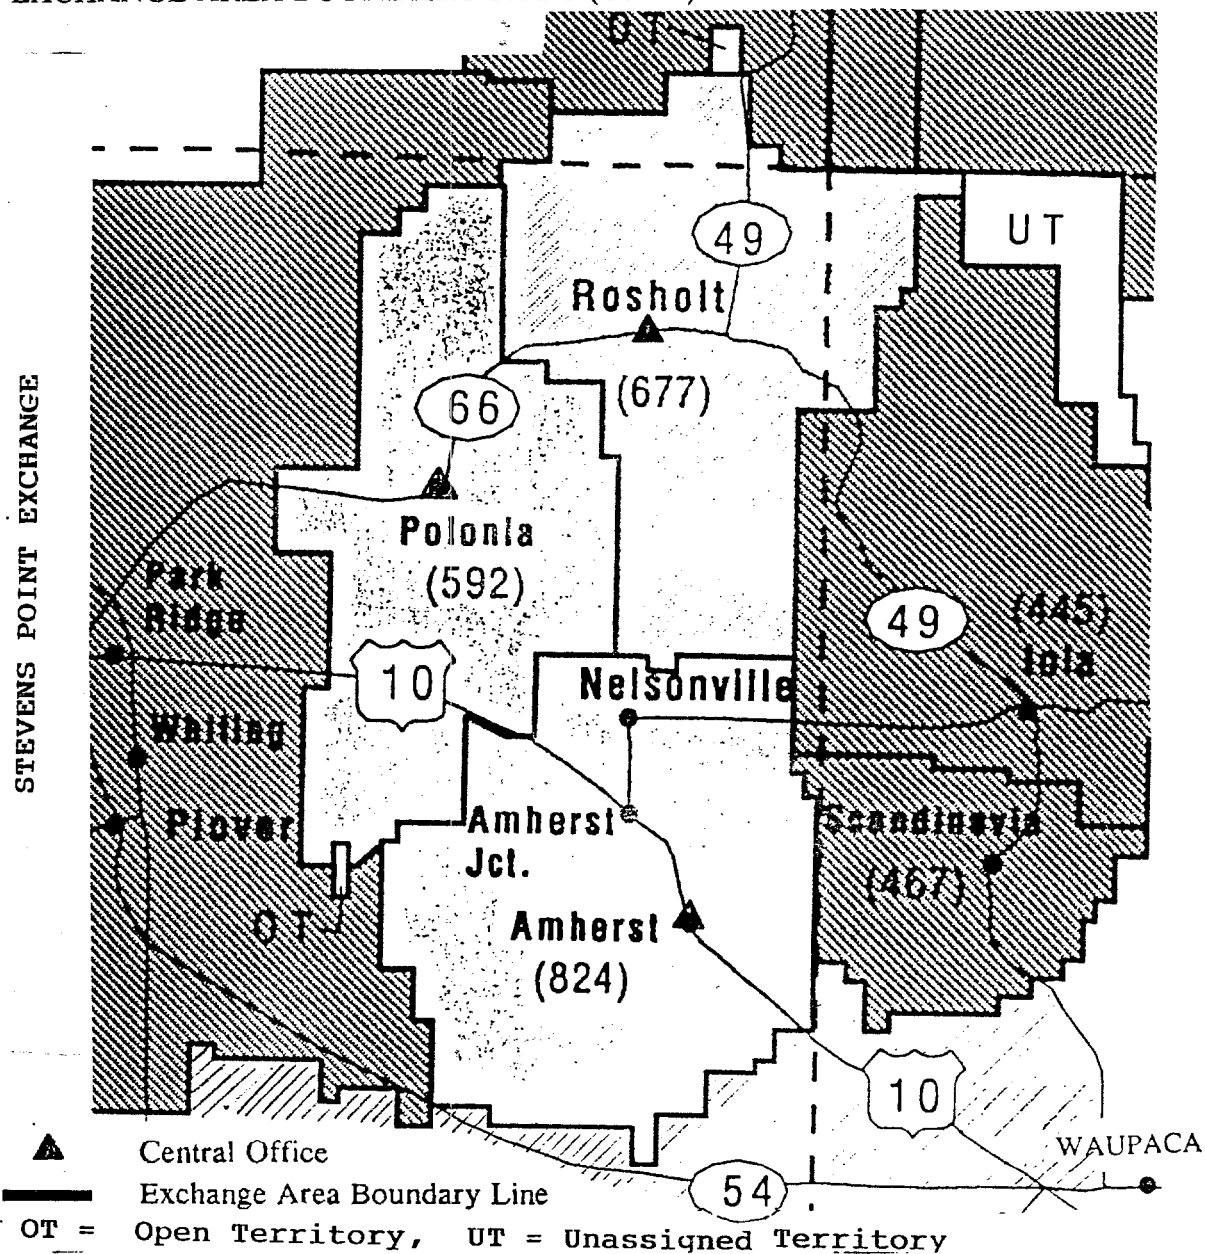 OT
UT
49
Rosholt
(677)
66
STEVENS POINT EXCHANGE
Polonia
(592)
Park
Ridge
49
(445)
Iola
10
Nelsonville
Whiting
Plover
Amherst
Jct.
Scandinavia
(467)
OT
Amherst
(824)
10
WAUPACA
Central Office
Exchange Area Boundary Line
54
OT = Open Territory, UT = Unassigned Territory